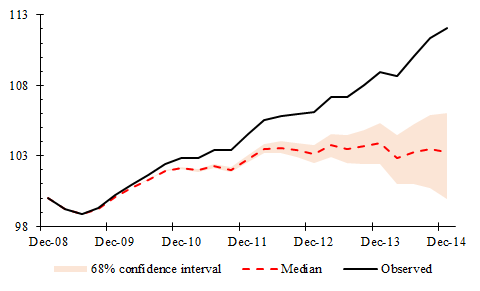 113
108
103
98
Dec-08 Dec-09 Dec-10 Dec-11 Dec-12 Dec-13 Dec-14
68% confidence interval Median Observed